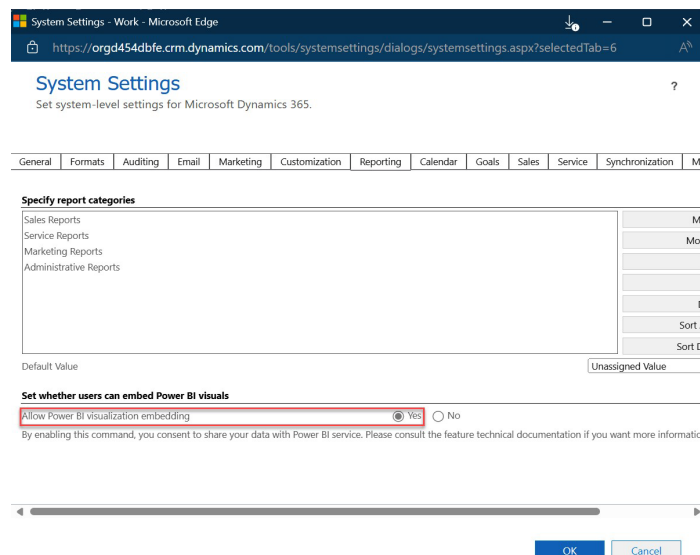 System Settings - Work - Microsoft Edge
https://orgd454dbfe.crm.dynamics.com/tools/systemsettings/dialogs/systemsettings.aspx?selectedTab=6
System Settings
?
Set system-level settings for Microsoft Dynamics 365.
General Formats Auditing Email Marketing Customization Reporting Calendar Goals Sales Service Synchronization M
Specify report categories
Sales Reports
Service Reports
Marketing Reports
Administrative Reports
M
Mo
Sort
Sort D
Default Value Unassigned Value
Set whether users can embed Power BI visuals
Allow Power BI visualization embedding Yes No
By enabling this command, you consent to share your data with Power BI service. Please consult the feature technical documentation if you want more informatio
OK Cancel